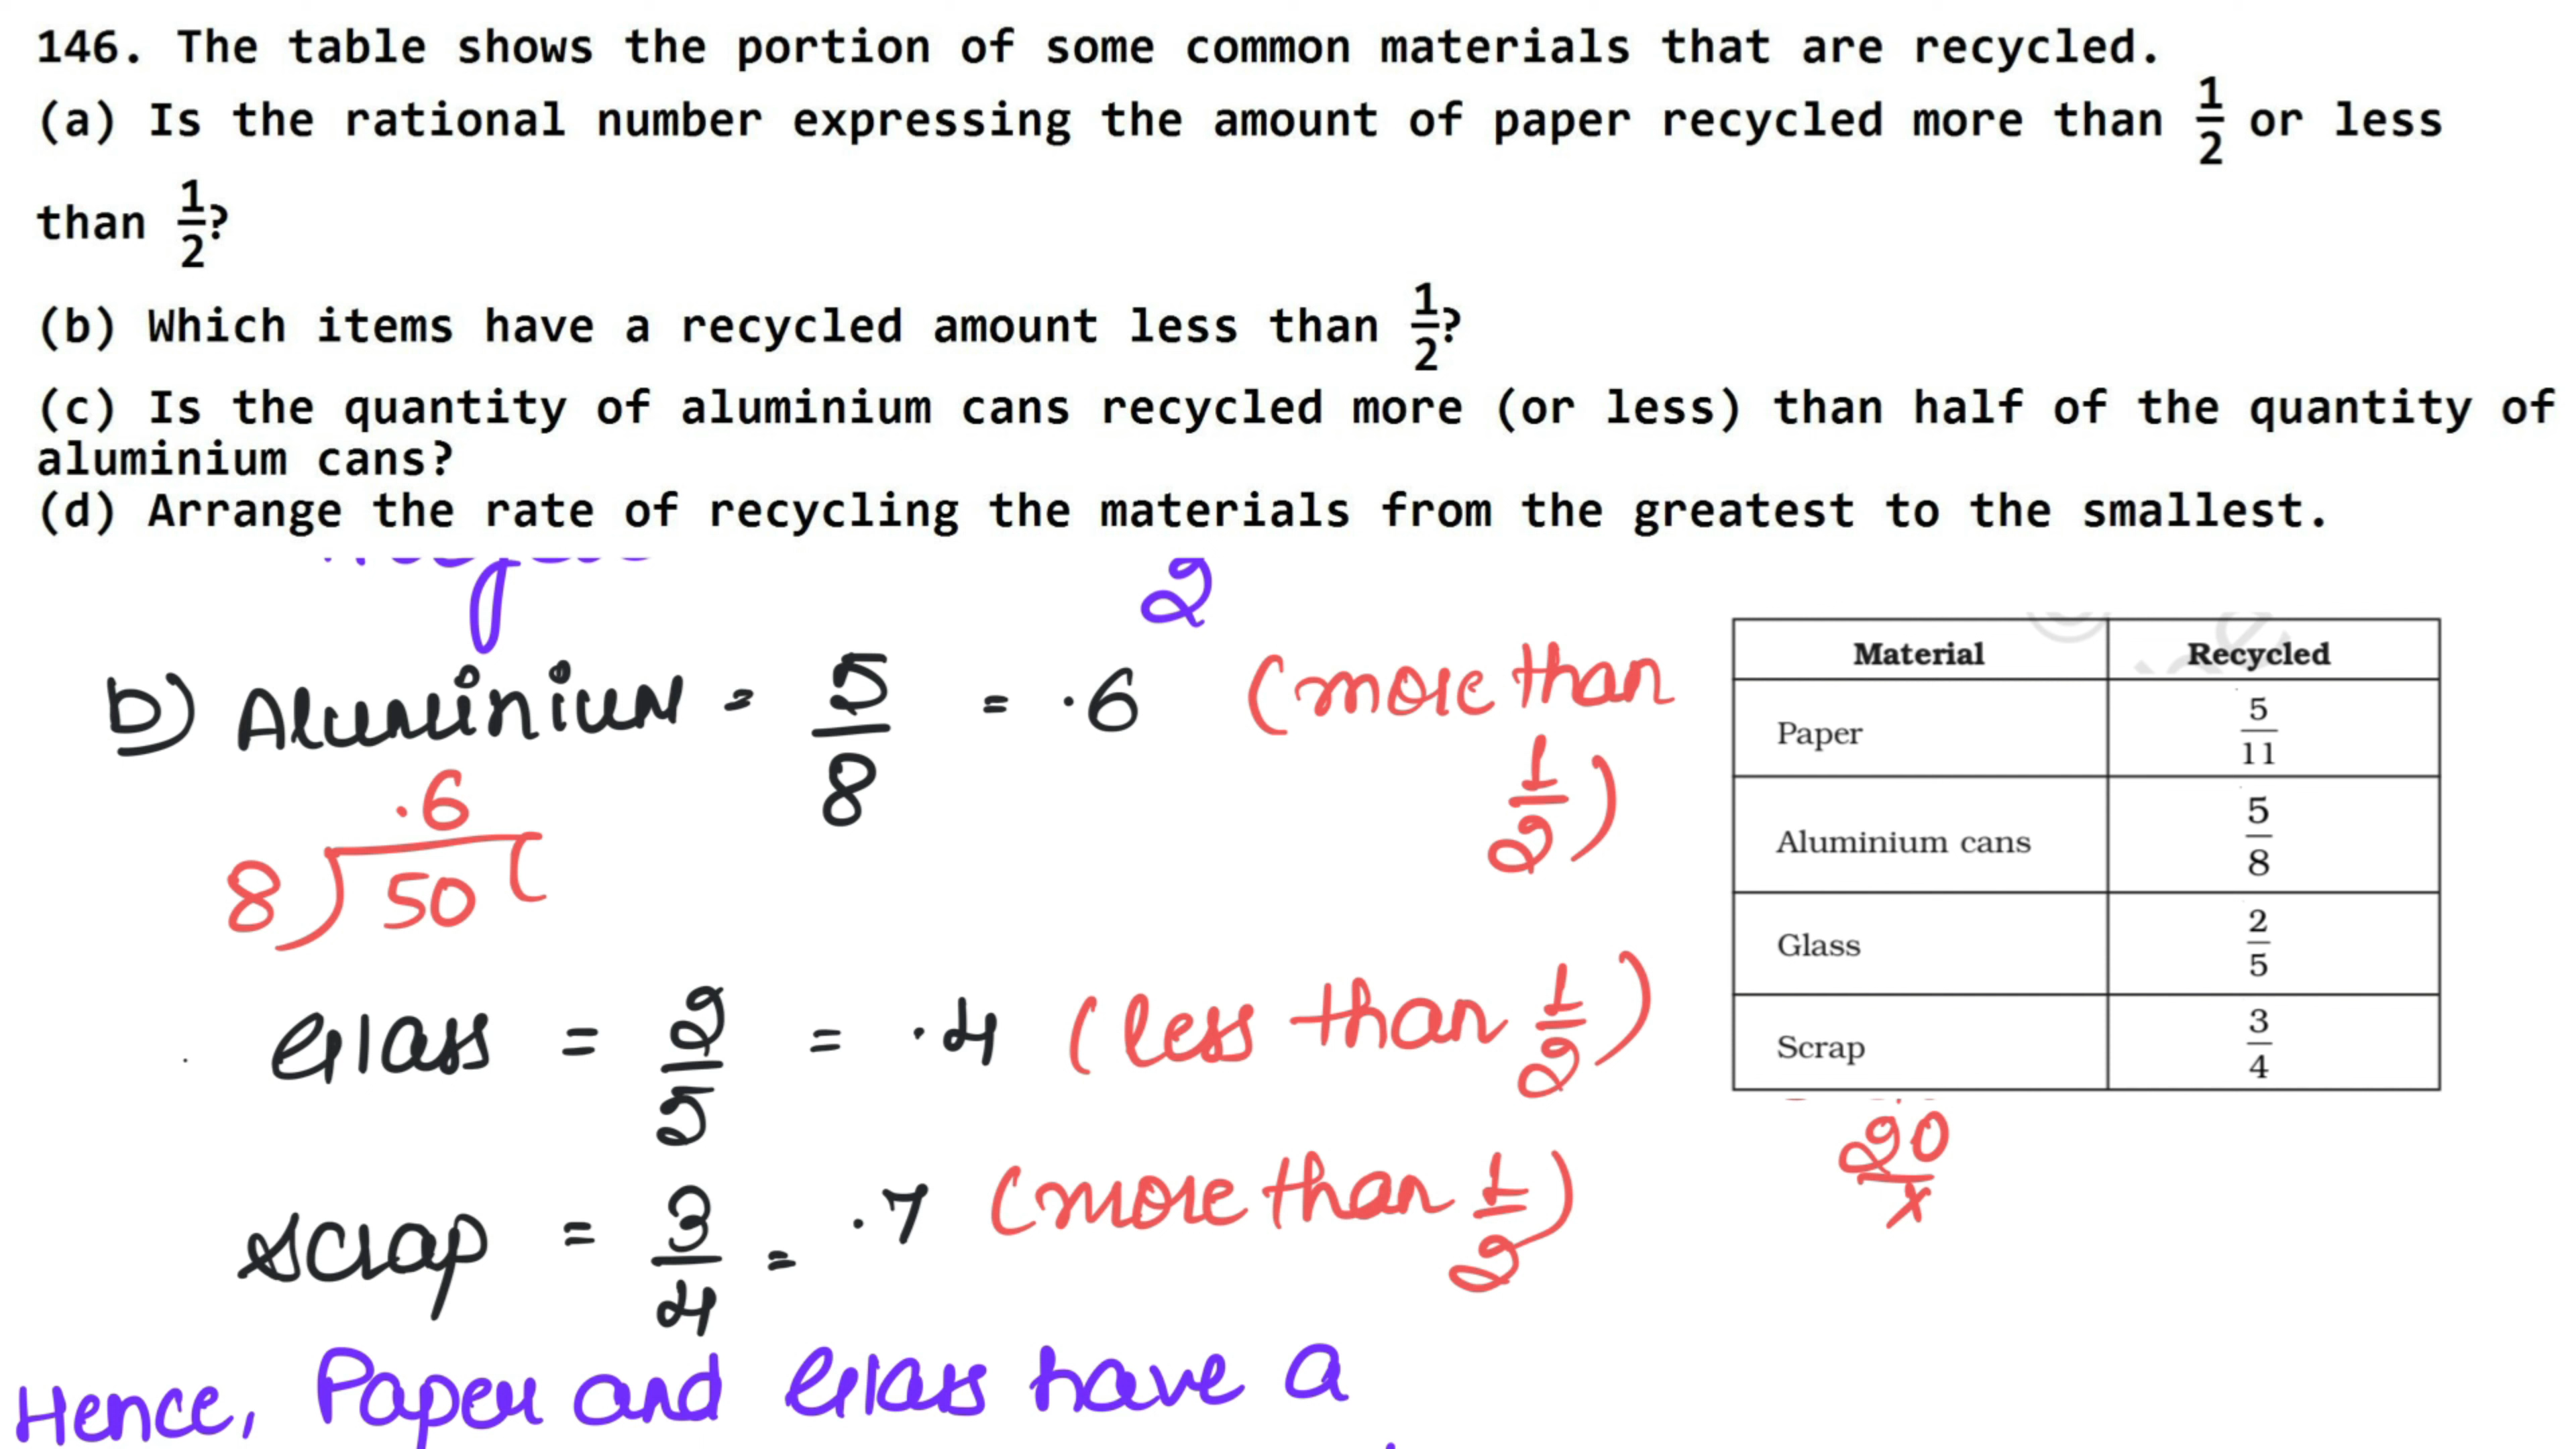 146. The table shows the portion of some common materials that are recycled.
(a) Is the rational number expressing the amount of paper recycled more than 1/2 or less
than 1/2?
(b) Which items have a recycled amount less than 1/2?
(c) Is the quantity of aluminium cans recycled more (or less) than half of the quantity of
aluminium cans?
(d) Arrange the rate of recycling the materials from the greatest to the smallest.
2
b) Aluminium = 5/8 = .6 (more than
1/2)
.6
8)50(
Glass = 2/5 = .4 (less than 1/2)
Scrap = 3/4 = .7 (more than 1/2)
Hence, Paper and Glass have a
Material Recycled
Paper 5/11
Aluminium cans 5/8
Glass 2/5
Scrap 3/4
20
x